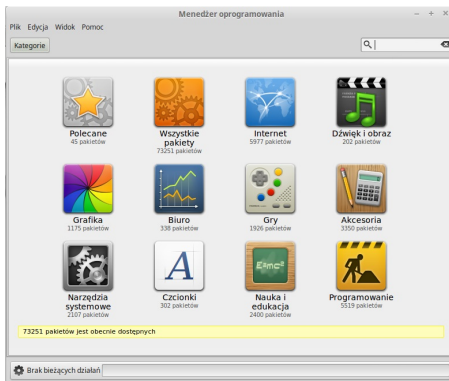 Menedżer oprogramowania
Plik Edycja Widok Pomoc
Kategorie
Polecane
45 pakietów
Wszystkie
pakiety
73251 pakietów
Internet
5977 pakietów
Dźwięk i obraz
202 pakietów
Grafika
1175 pakietów
Biuro
338 pakietów
Gry
1926 pakietów
Akcesoria
3350 pakietów
Narzędzia
systemowe
2107 pakietów
A
Czcionki
302 pakietów
E=mc²
Nauka i
edukacja
2400 pakietów
Programowanie
5519 pakietów
73251 pakietów jest obecnie dostępnych
Brak bieżących działań